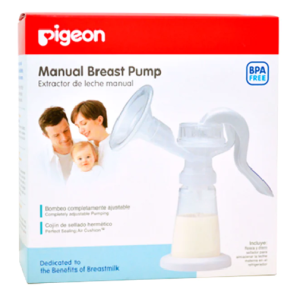 pigeon
Manual Breast Pump
Extractor de leche manual
BPA
FREE
Bombeo completamente ajustable
Completely Adjustable Pumping
Cojín de sellado hermético
Perfect Sealing Air Cushion
Dedicated to
the Benefits of Breastmilk